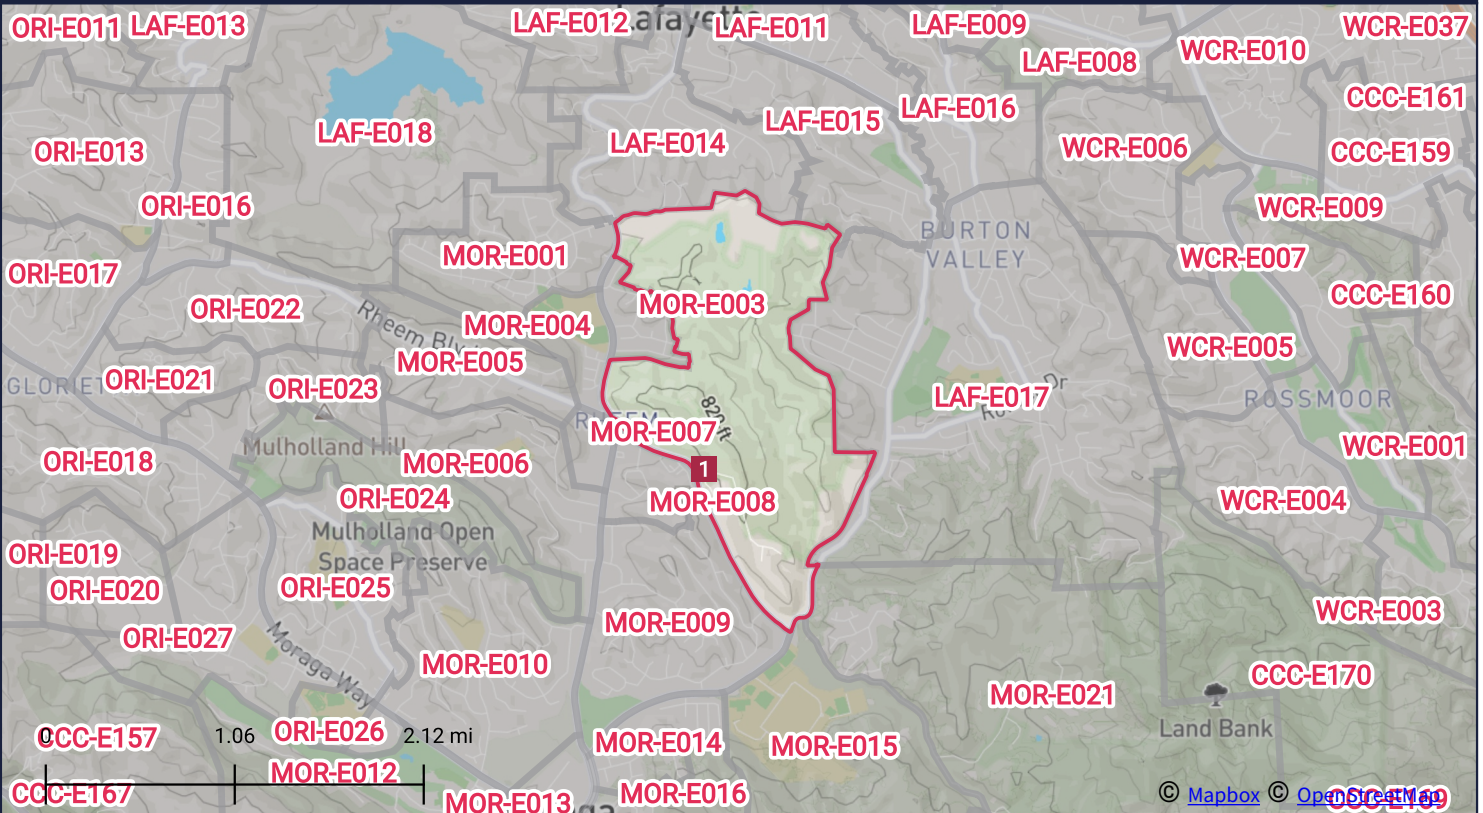 ORI-E011 LAF-E013 LAF-E012 Lafayette LAF-E011 LAF-E009 WCR-E037
WCR-E010
LAF-E008
CCC-E161
LAF-E016
LAF-E015
LAF-E018
LAF-E014
WCR-E006
ORI-E013
CCC-E159
ORI-E016
WCR-E009
BURTON
VALLEY
MOR-E001
WCR-E007
ORI-E017
CCC-E160
MOR-E003
ORI-E022
Rheem
MOR-E004
WCR-E005
MOR-E005
ORI-E021
ORI-E023
LAF-E017
Dr
ROSSMOOR
820 ft
MOR-E007
Mulholland Hill
WCR-E001
ORI-E018
MOR-E006
1
ORI-E024
MOR-E008
WCR-E004
Mulholland Open
Space Preserve
ORI-E019
ORI-E020
ORI-E025
WCR-E003
MOR-E009
ORI-E027
Moraga Way
MOR-E010
CCC-E170
MOR-E021
Land Bank
CCC-E157
0 1.06 2.12 mi
ORI-E026
MOR-E014
MOR-E015
MOR-E012
CCC-E167
MOR-E013
MOR-E016
© Mapbox © OpenStreetMap